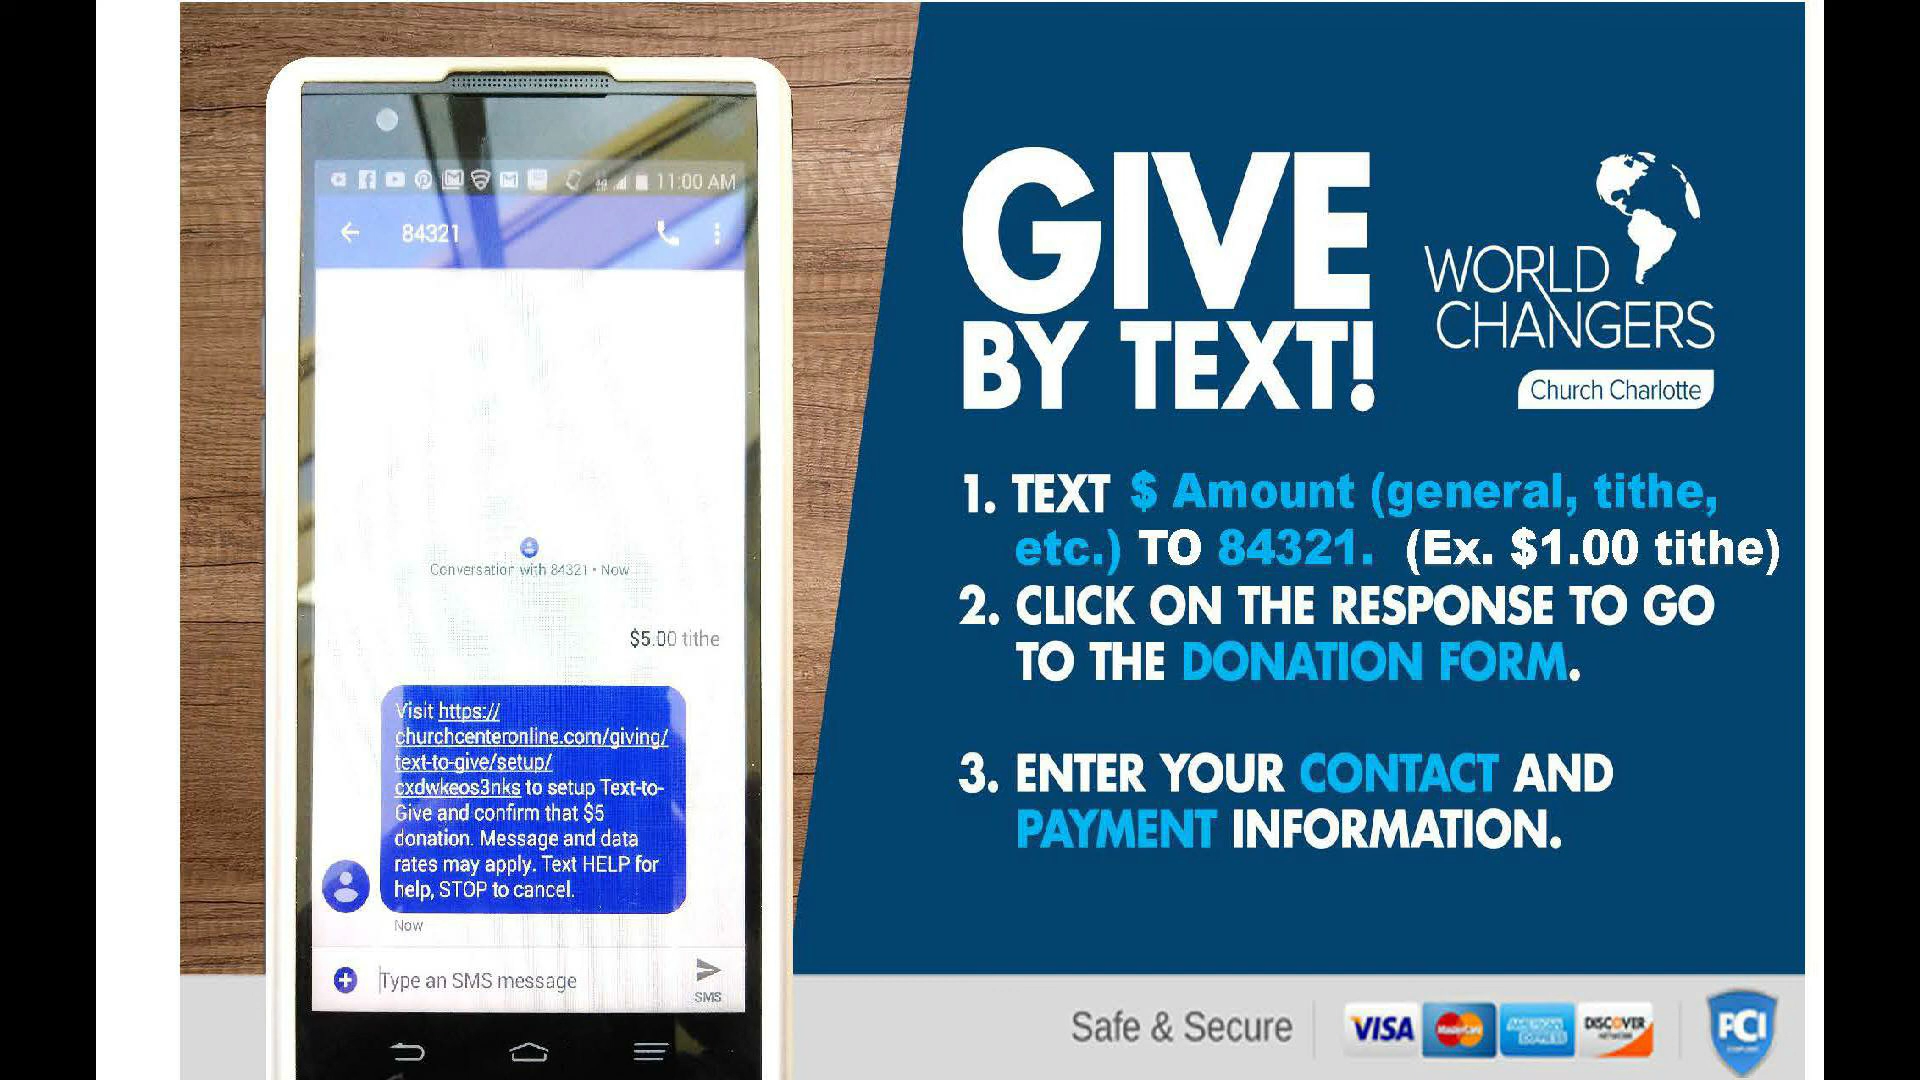 11:00 AM
84321
Conversation with 84321 • Now
$5.00 tithe
Visit https://
churchcenteronline.com/giving/
text-to-give/setup/
cxdwkeos3nks to setup Text-to-
Give and confirm that $5
donation. Message and data
rates may apply. Text HELP for
help, STOP to cancel.
Now
Type an SMS message
SMS
GIVE
BY TEXT!
WORLD
CHANGERS
Church Charlotte
1. TEXT $ Amount (general, tithe,
etc.) TO 84321. (Ex. $1.00 tithe)
2. CLICK ON THE RESPONSE TO GO
TO THE DONATION FORM.
3. ENTER YOUR CONTACT AND
PAYMENT INFORMATION.
Safe & Secure
VISA
MasterCard
AMERICAN
EXPRESS
DISCOVER
NETWORK
PCI